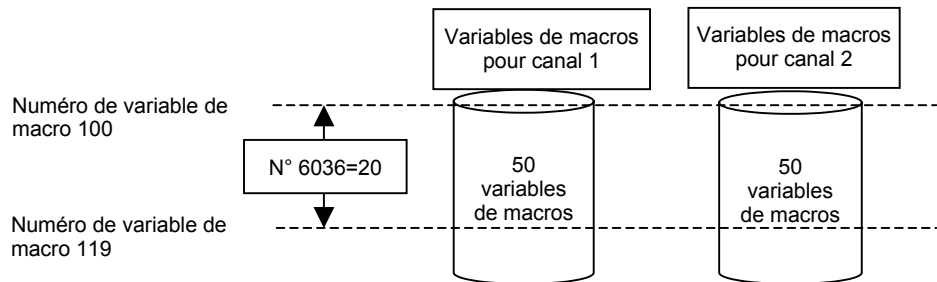 Variables de macros
pour canal 1
Variables de macros
pour canal 2
Numéro de variable de
macro 100
N° 6036=20
50
variables
de macros
50
variables
de macros
Numéro de variable de
macro 119